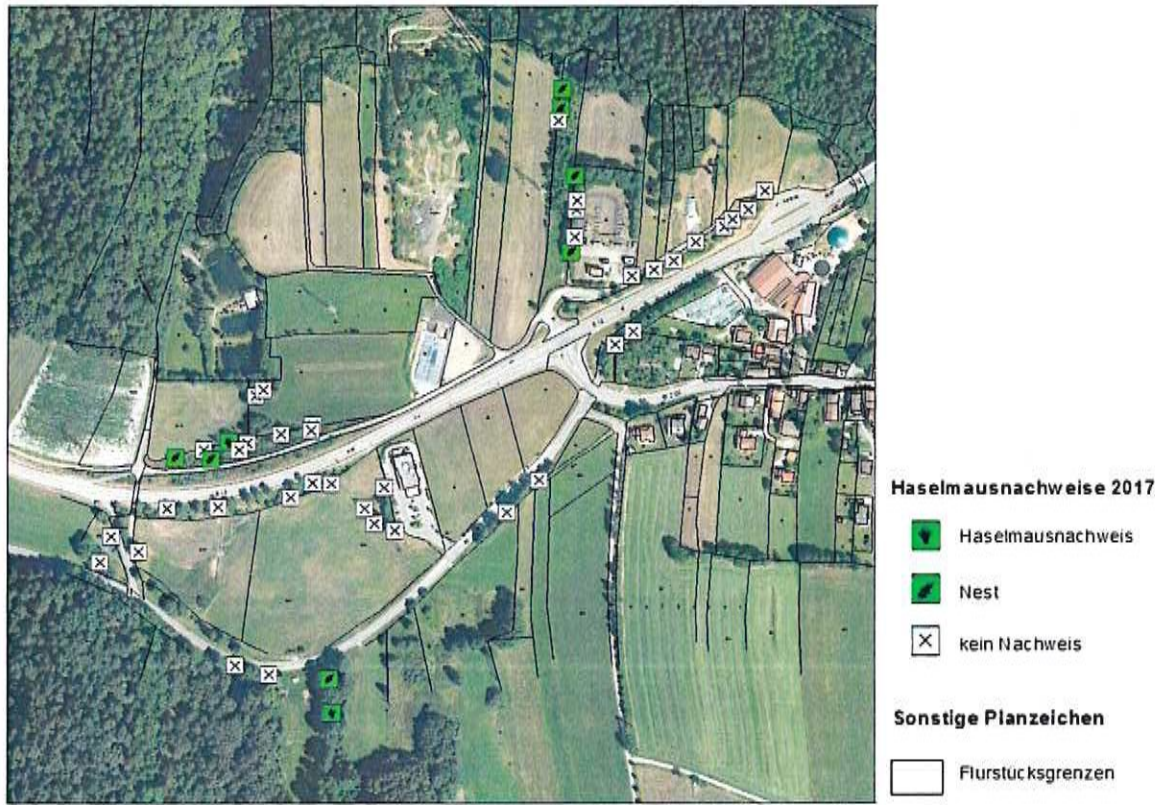 Haselmausnachweise 2017
Haselmausnachweis
Nest
kein Nachweis
Sonstige Planzeichen
Flurstücksgrenzen